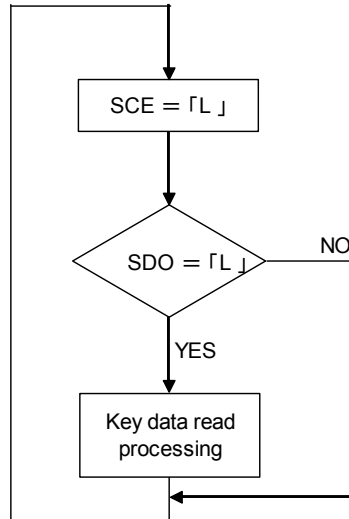 SCE = 「L」
SDO = 「L」
NO
YES
Key data read
processing